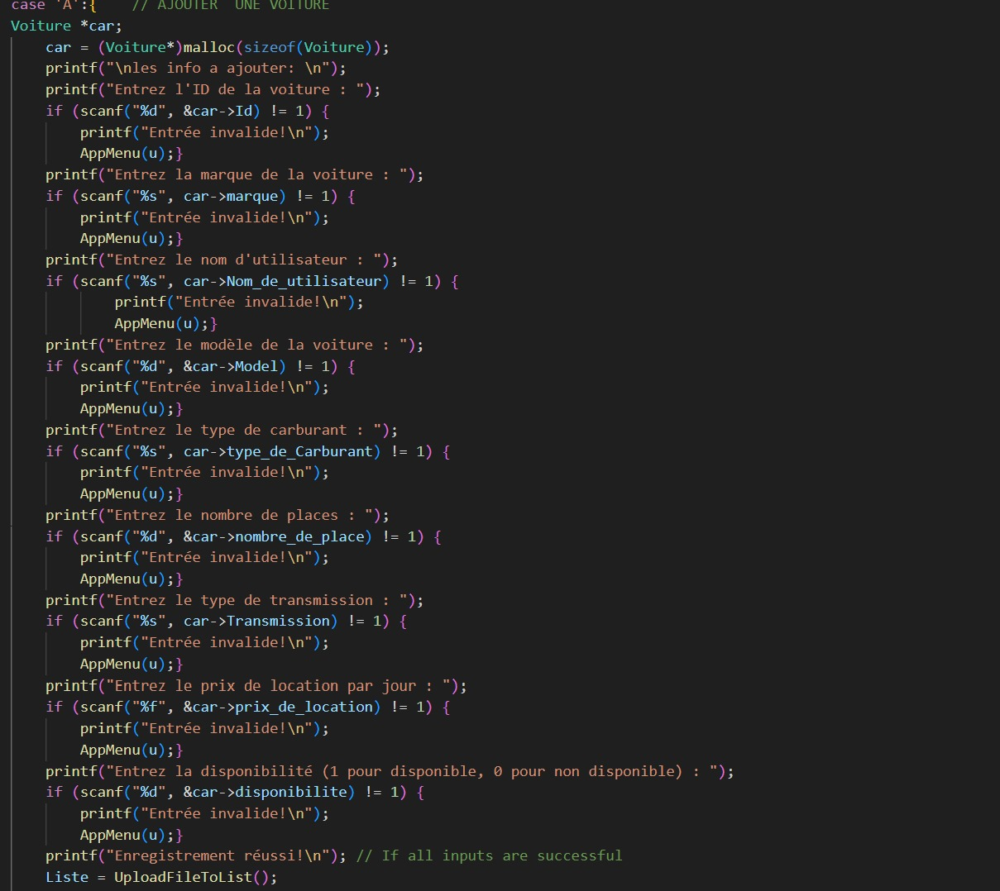 case 'A':{    // AJOUTER  UNE VOITURE
Voiture *car;
    car = (Voiture*)malloc(sizeof(Voiture));
    printf("\nles info a ajouter: \n");
    printf("Entrez l'ID de la voiture : ");
    if (scanf("%d", &car->Id) != 1) {
        printf("Entrée invalide!\n");
        AppMenu(u);}
    printf("Entrez la marque de la voiture : ");
    if (scanf("%s", car->marque) != 1) {
        printf("Entrée invalide!\n");
        AppMenu(u);}
    printf("Entrez le nom d'utilisateur : ");
    if (scanf("%s", car->Nom_de_utilisateur) != 1) {
            printf("Entrée invalide!\n");
            AppMenu(u);}
    printf("Entrez le modèle de la voiture : ");
    if (scanf("%d", &car->Model) != 1) {
        printf("Entrée invalide!\n");
        AppMenu(u);}
    printf("Entrez le type de carburant : ");
    if (scanf("%s", car->type_de_Carburant) != 1) {
        printf("Entrée invalide!\n");
        AppMenu(u);}
    printf("Entrez le nombre de places : ");
    if (scanf("%d", &car->nombre_de_place) != 1) {
        printf("Entrée invalide!\n");
        AppMenu(u);}
    printf("Entrez le type de transmission : ");
    if (scanf("%s", car->Transmission) != 1) {
        printf("Entrée invalide!\n");
        AppMenu(u);}
    printf("Entrez le prix de location par jour : ");
    if (scanf("%f", &car->prix_de_location) != 1) {
        printf("Entrée invalide!\n");
        AppMenu(u);}
    printf("Entrez la disponibilité (1 pour disponible, 0 pour non disponible) : ");
    if (scanf("%d", &car->disponibilite) != 1) {
        printf("Entrée invalide!\n");
        AppMenu(u);}
    printf("Enregistrement réussi!\n"); // If all inputs are successful
    Liste = UploadFileToList();